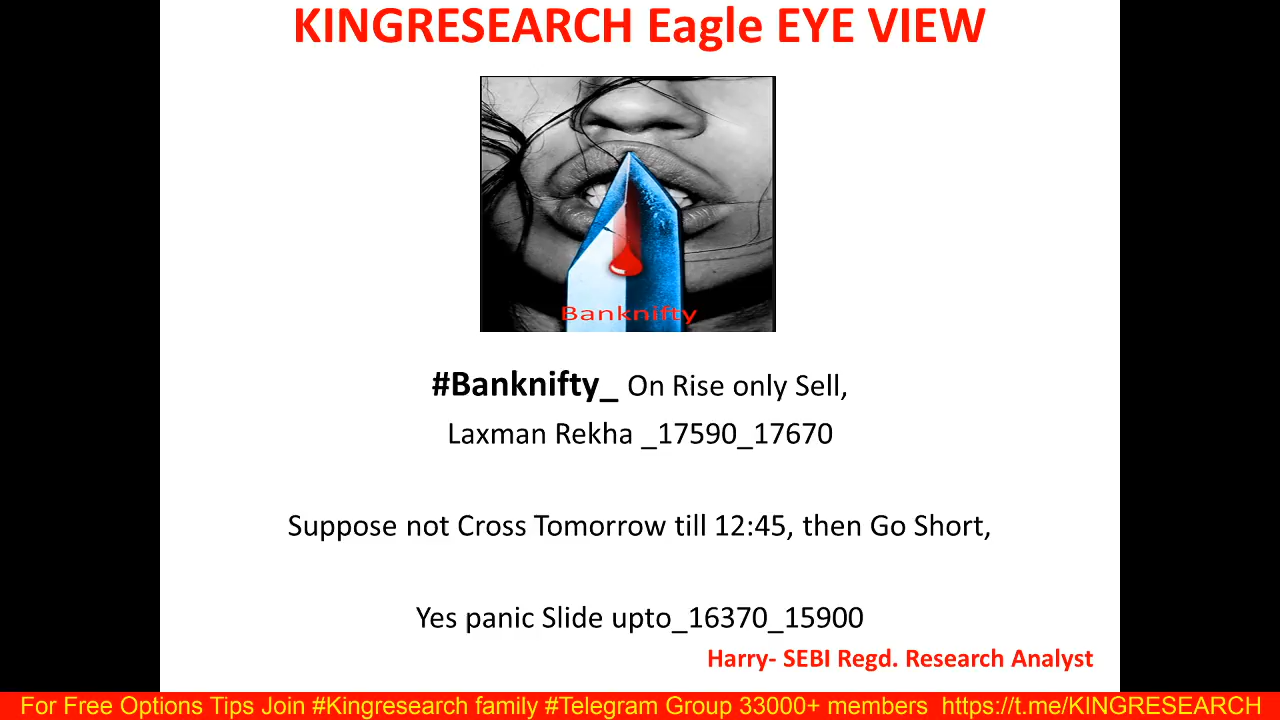 KINGRESEARCH Eagle EYE VIEW
Banknifty
#Banknifty_ On Rise only Sell,
Laxman Rekha _17590_17670
Suppose not Cross Tomorrow till 12:45, then Go Short,
Yes panic Slide upto_16370_15900
Harry- SEBI Regd. Research Analyst
For Free Options Tips Join #Kingresearch family #Telegram Group 33000+ members https://t.me/KINGRESEARCH